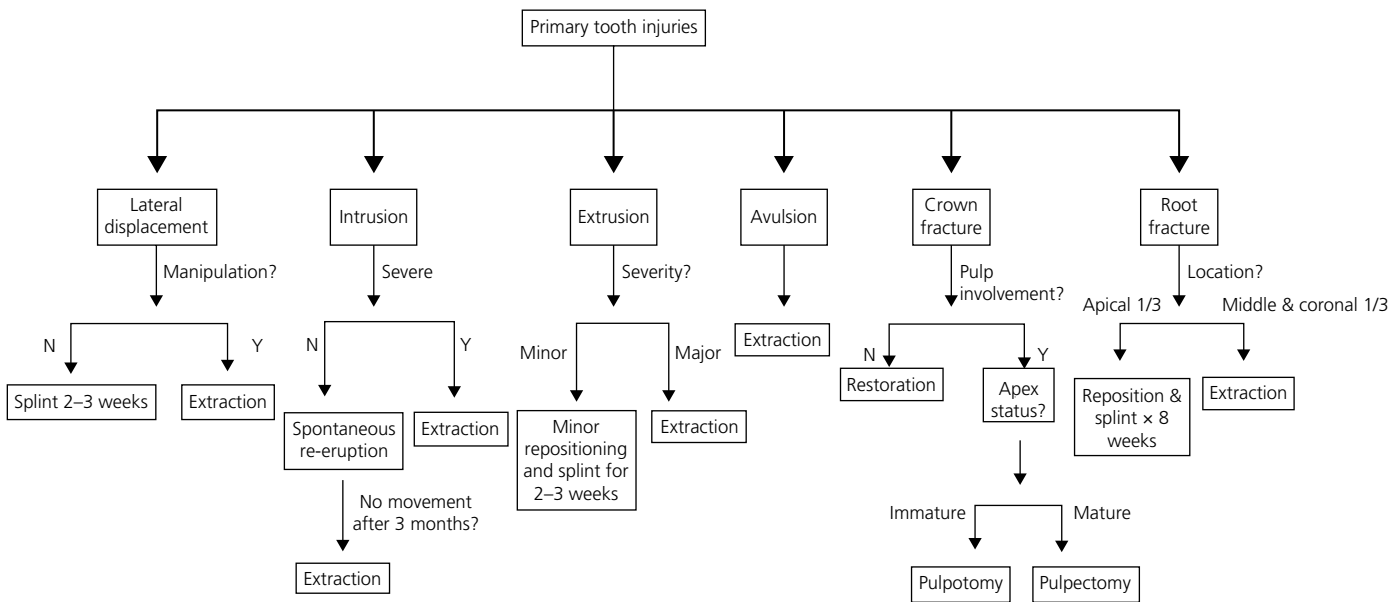 Primary tooth injuries
Lateral
displacement
Intrusion
Extrusion
Avulsion
Crown
fracture
Root
fracture
Manipulation?
Severe
Severity?
Pulp
involvement?
Location?
Apical 1/3
Middle & coronal 1/3
N
Y
N
Y
Minor
Major
Extraction
N
Y
Splint 2–3 weeks
Extraction
Spontaneous
re-eruption
Extraction
Minor
repositioning
and splint for
2–3 weeks
Extraction
Restoration
Apex
status?
Reposition &
splint × 8
weeks
Extraction
No movement
after 3 months?
Extraction
Immature
Mature
Pulpotomy
Pulpectomy